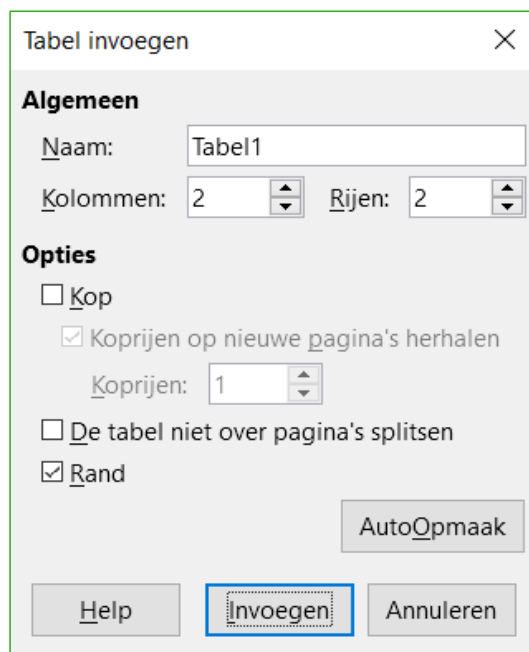 Tabel invoegen
Algemeen
Naam: Tabel1
Kolommen: 2 Rijen: 2
Opties
Kop
Koprijen op nieuwe pagina's herhalen
Koprijen: 1
De tabel niet over pagina's splitsen
Rand
AutoOpmaak
Help Invoegen Annuleren